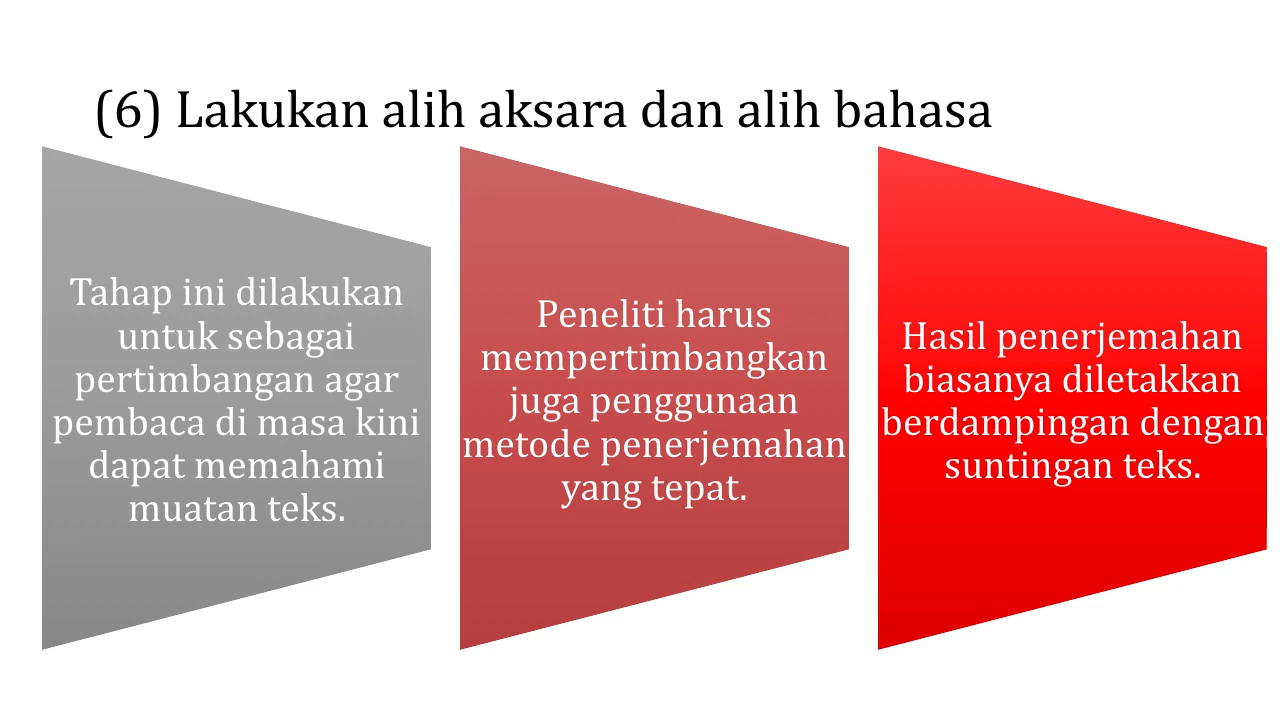 (6) Lakukan alih aksara dan alih bahasa
Tahap ini dilakukan
untuk sebagai
pertimbangan agar
pembaca di masa kini
dapat memahami
muatan teks.
Peneliti harus
mempertimbangkan
juga penggunaan
metode penerjemahan
yang tepat.
Hasil penerjemahan
biasanya diletakkan
berdampingan dengan
suntingan teks.